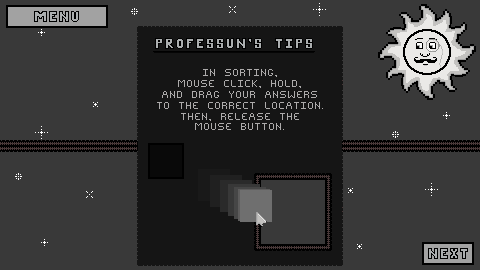 MENU
PROFESSUN'S TIPS
IN SORTING,
MOUSE CLICK, HOLD,
AND DRAG YOUR ANSWERS
TO THE CORRECT LOCATION.
THEN, RELEASE THE
MOUSE BUTTON.
NEXT